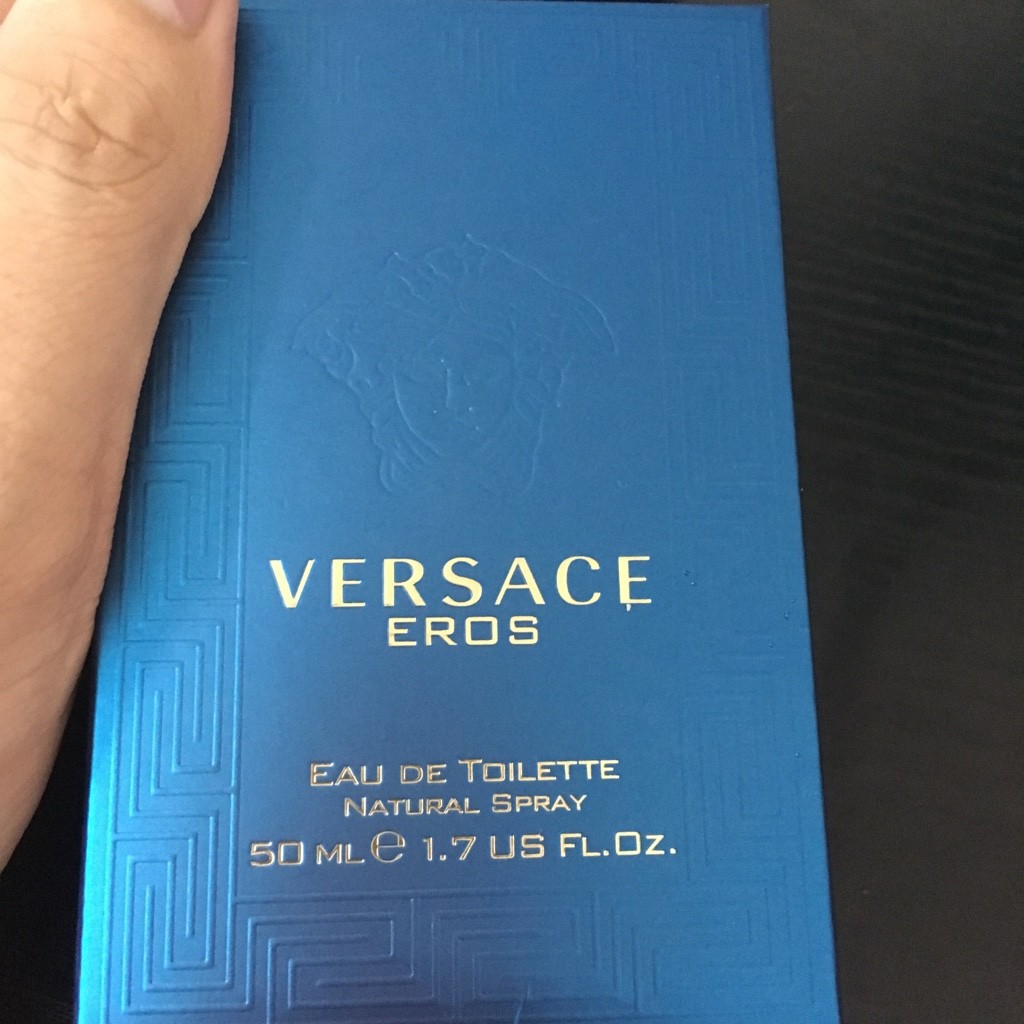 VERSACE
EROS
EAU DE TOILETTE
NATURAL SPRAY
50 ML ℮ 1.7 US FL.OZ.